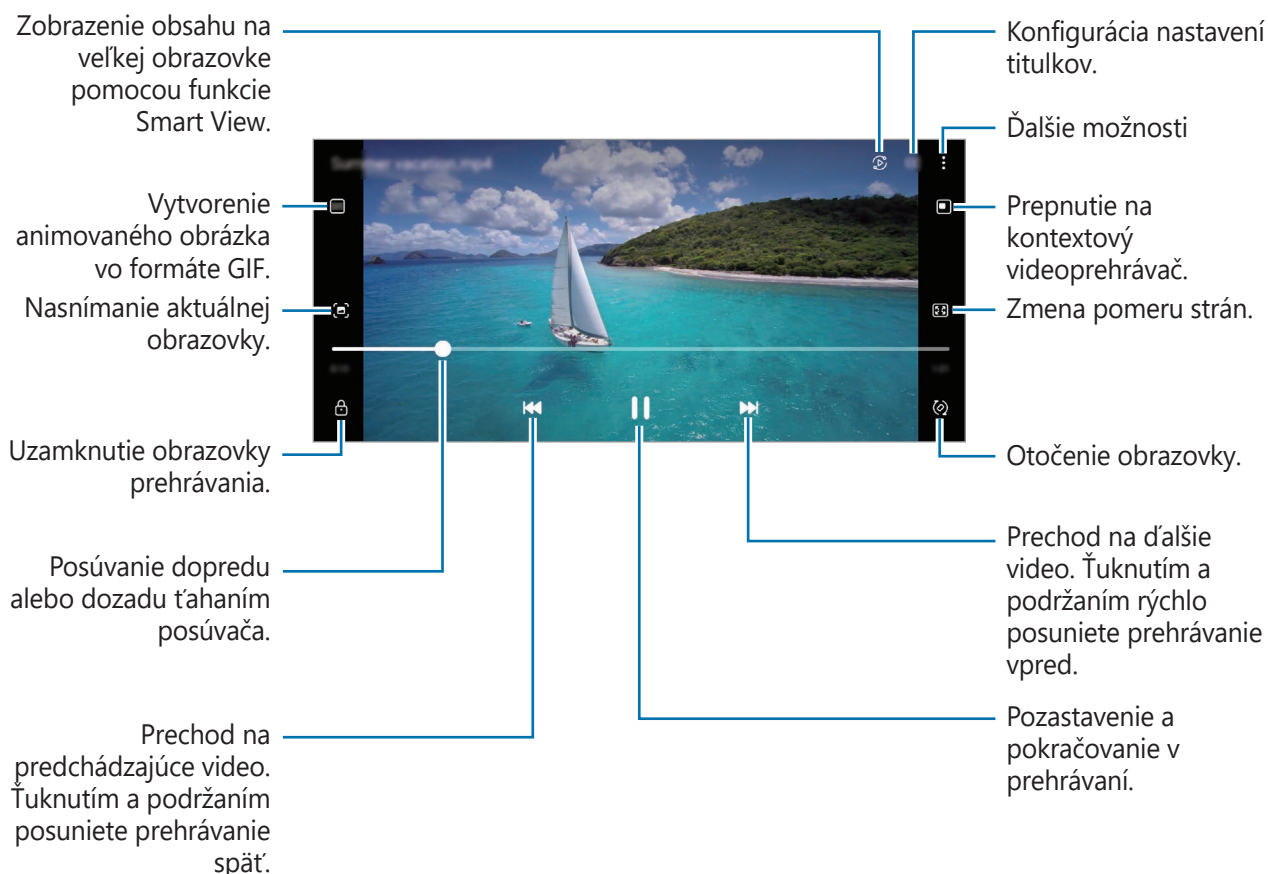 Zobrazenie obsahu na
veľkej obrazovke
pomocou funkcie
Smart View.
Konfigurácia nastavení
titulkov.
Ďalšie možnosti
Vytvorenie
animovaného obrázka
vo formáte GIF.
Prepnutie na
kontextový
videoprehrávač.
Nasnímanie aktuálnej
obrazovky.
Zmena pomeru strán.
Uzamknutie obrazovky
prehrávania.
Otočenie obrazovky.
Posúvanie dopredu
alebo dozadu ťahaním
posúvača.
Prechod na ďalšie
video. Ťuknutím a
podržaním rýchlo
posuniete prehrávanie
vpred.
Prechod na
predchádzajúce video.
Ťuknutím a podržaním
posuniete prehrávanie
späť.
Pozastavenie a
pokračovanie v
prehrávaní.